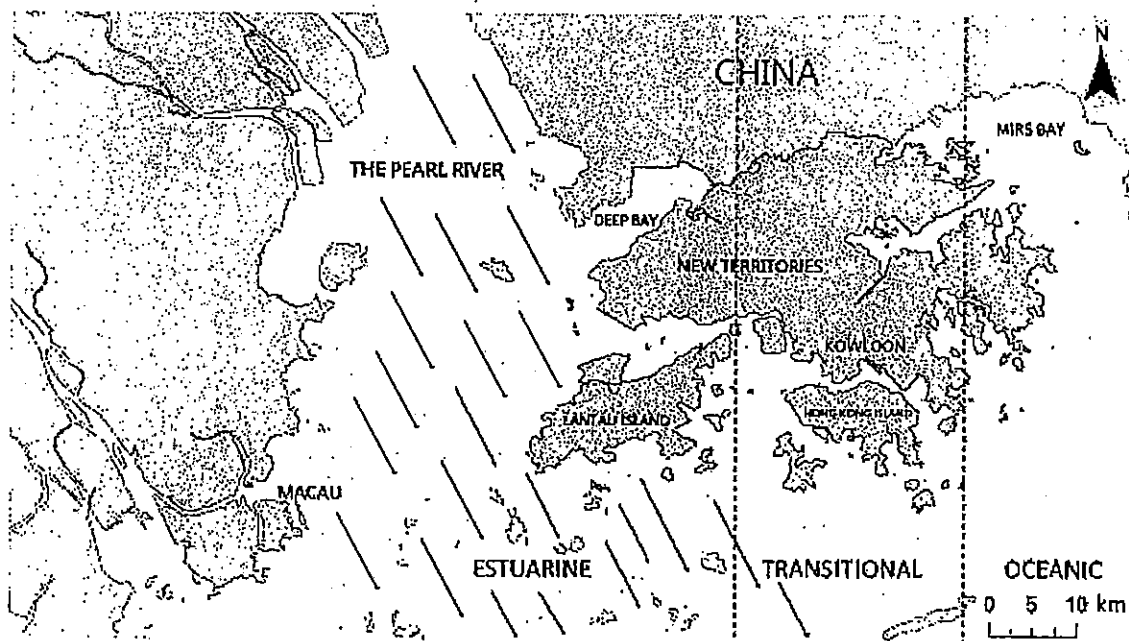 CHINA
N
MIRS BAY
THE PEARL RIVER
DEEP BAY
NEW TERRITORIES
KOWLOON
LANTAU ISLAND
HONG KONG ISLAND
MACAU
ESTUARINE
TRANSITIONAL
OCEANIC
0 5 10 km